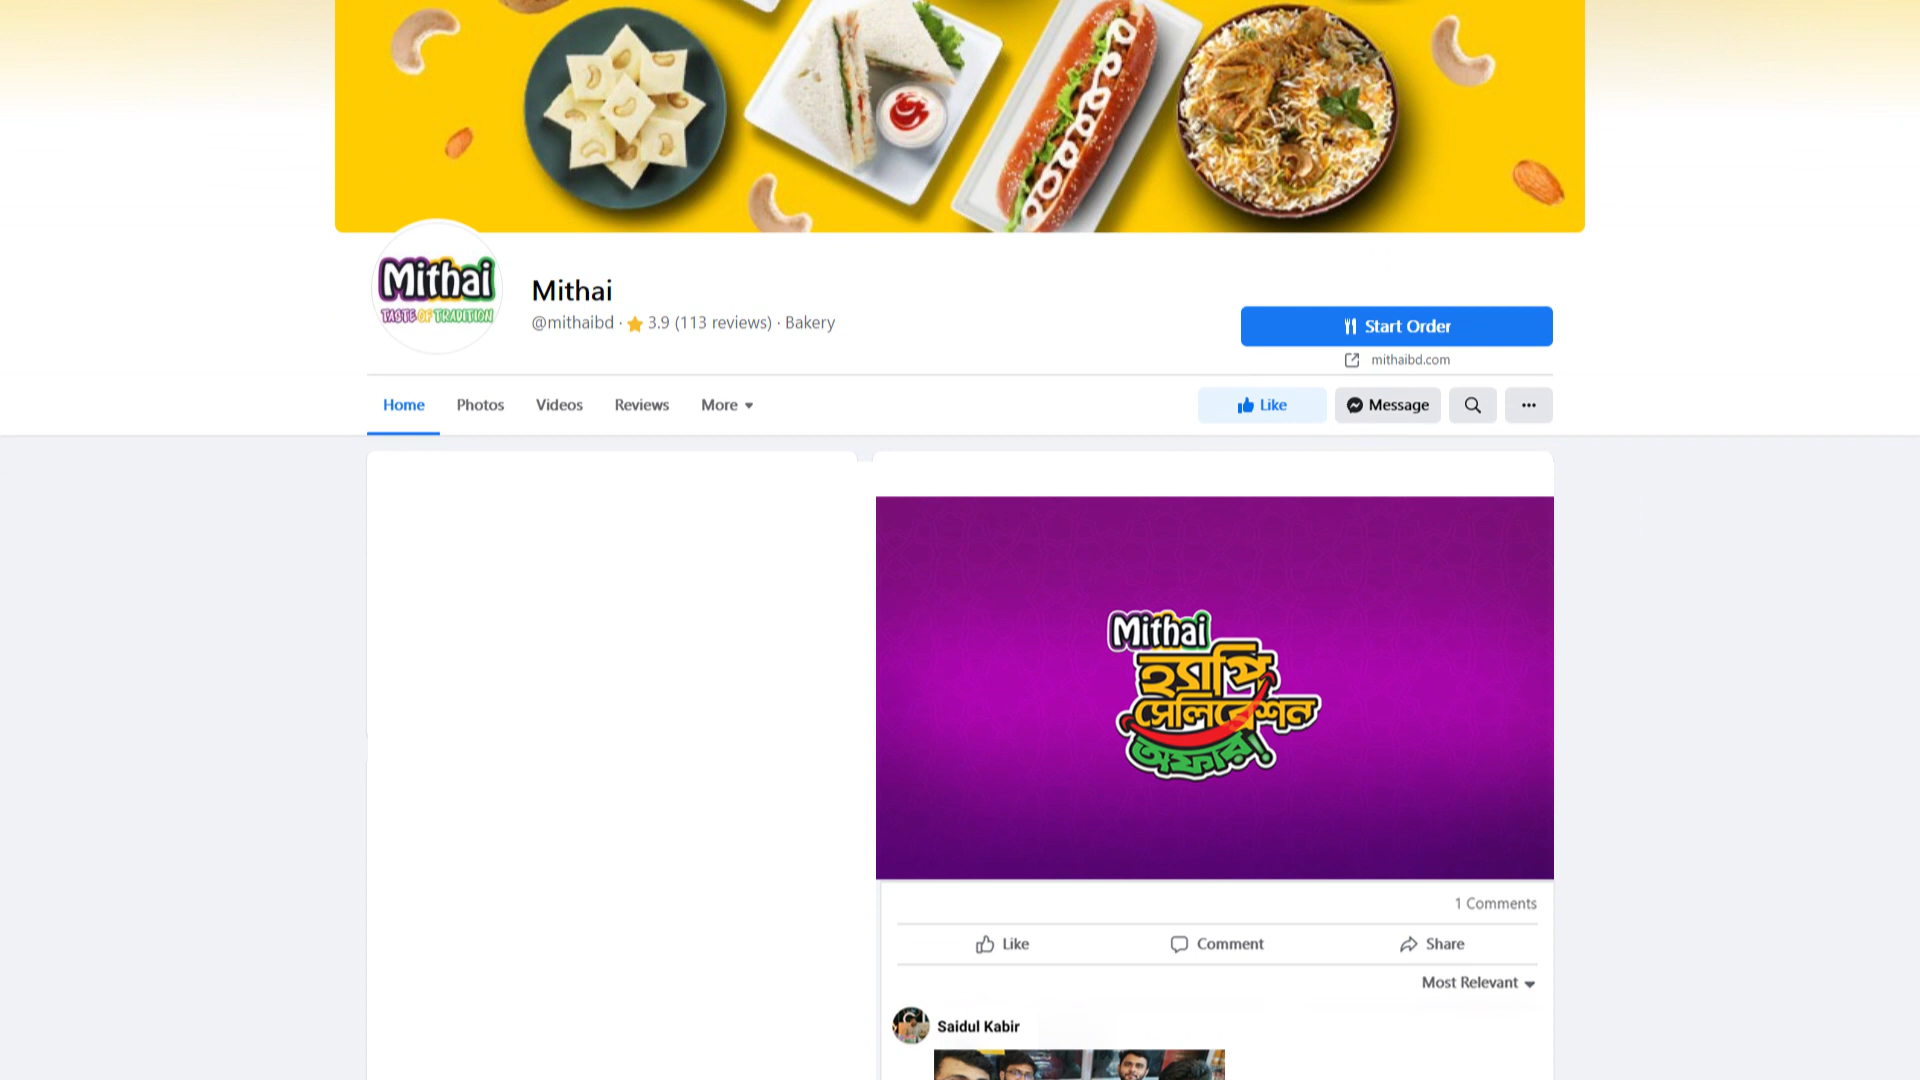 Mithai
TASTE OF TRADITION
Mithai
@mithaibd · 3.9 (113 reviews) · Bakery
Start Order
mithaibd.com
Home Photos Videos Reviews More
Like Message
Mithai
হ্যাপি
সেলিব্রেশন
অফার!
1 Comments
Like Comment Share
Most Relevant
Saidul Kabir